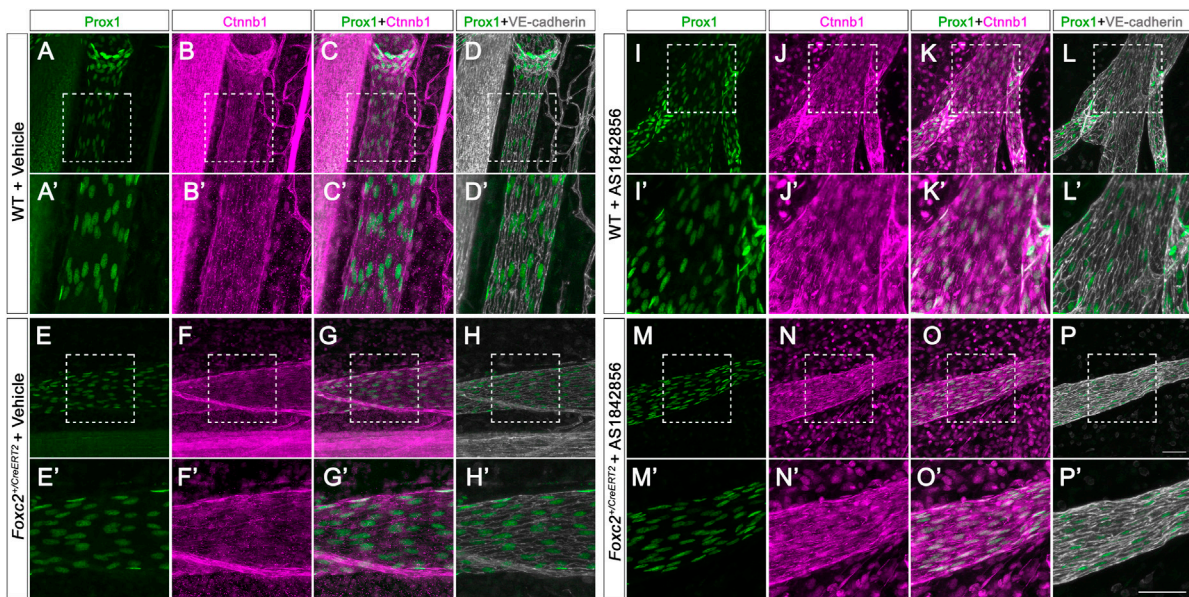 Prox1 Ctnnb1 Prox1+Ctnnb1 Prox1+VE-cadherin Prox1 Ctnnb1 Prox1+Ctnnb1 Prox1+VE-cadherin
WT + Vehicle
A B C D
A' B' C' D'
Foxc2+/CreERT2 + Vehicle
E F G H
E' F' G' H'
WT + AS1842856
I J K L
I' J' K' L'
Foxc2+/CreERT2 + AS1842856
M N O P
M' N' O' P'